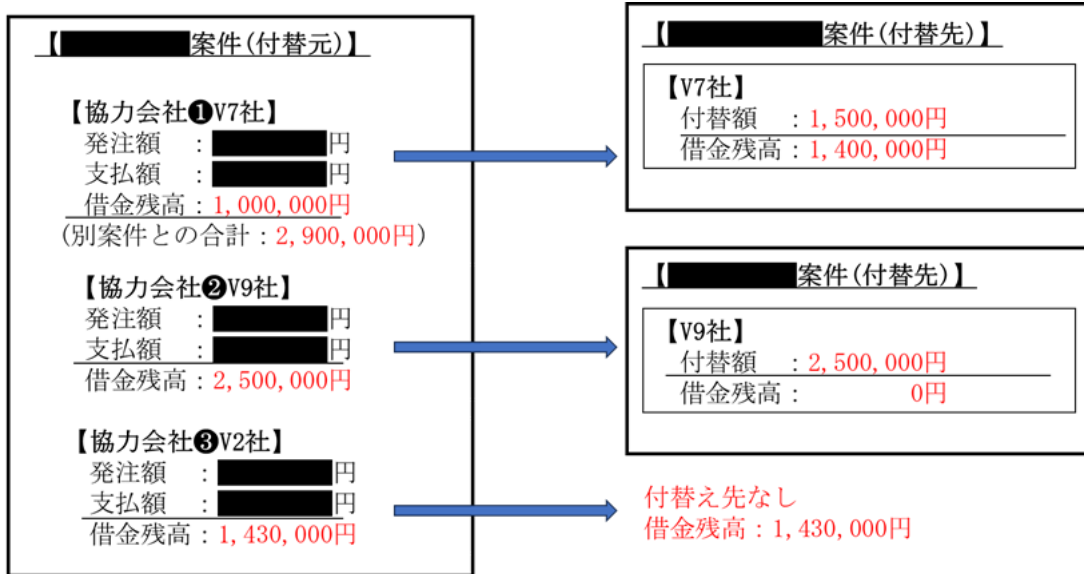 【案件(付替元)】
【協力会社❶V7社】
発注額 : 円
支払額 : 円
借金残高：1,000,000円
(別案件との合計：2,900,000円)
【協力会社❷V9社】
発注額 : 円
支払額 : 円
借金残高：2,500,000円
【協力会社❸V2社】
発注額 : 円
支払額 : 円
借金残高：1,430,000円
【案件(付替先)】
【V7社】
付替額 : 1,500,000円
借金残高：1,400,000円
【案件(付替先)】
【V9社】
付替額 : 2,500,000円
借金残高： 0円
付替え先なし
借金残高：1,430,000円